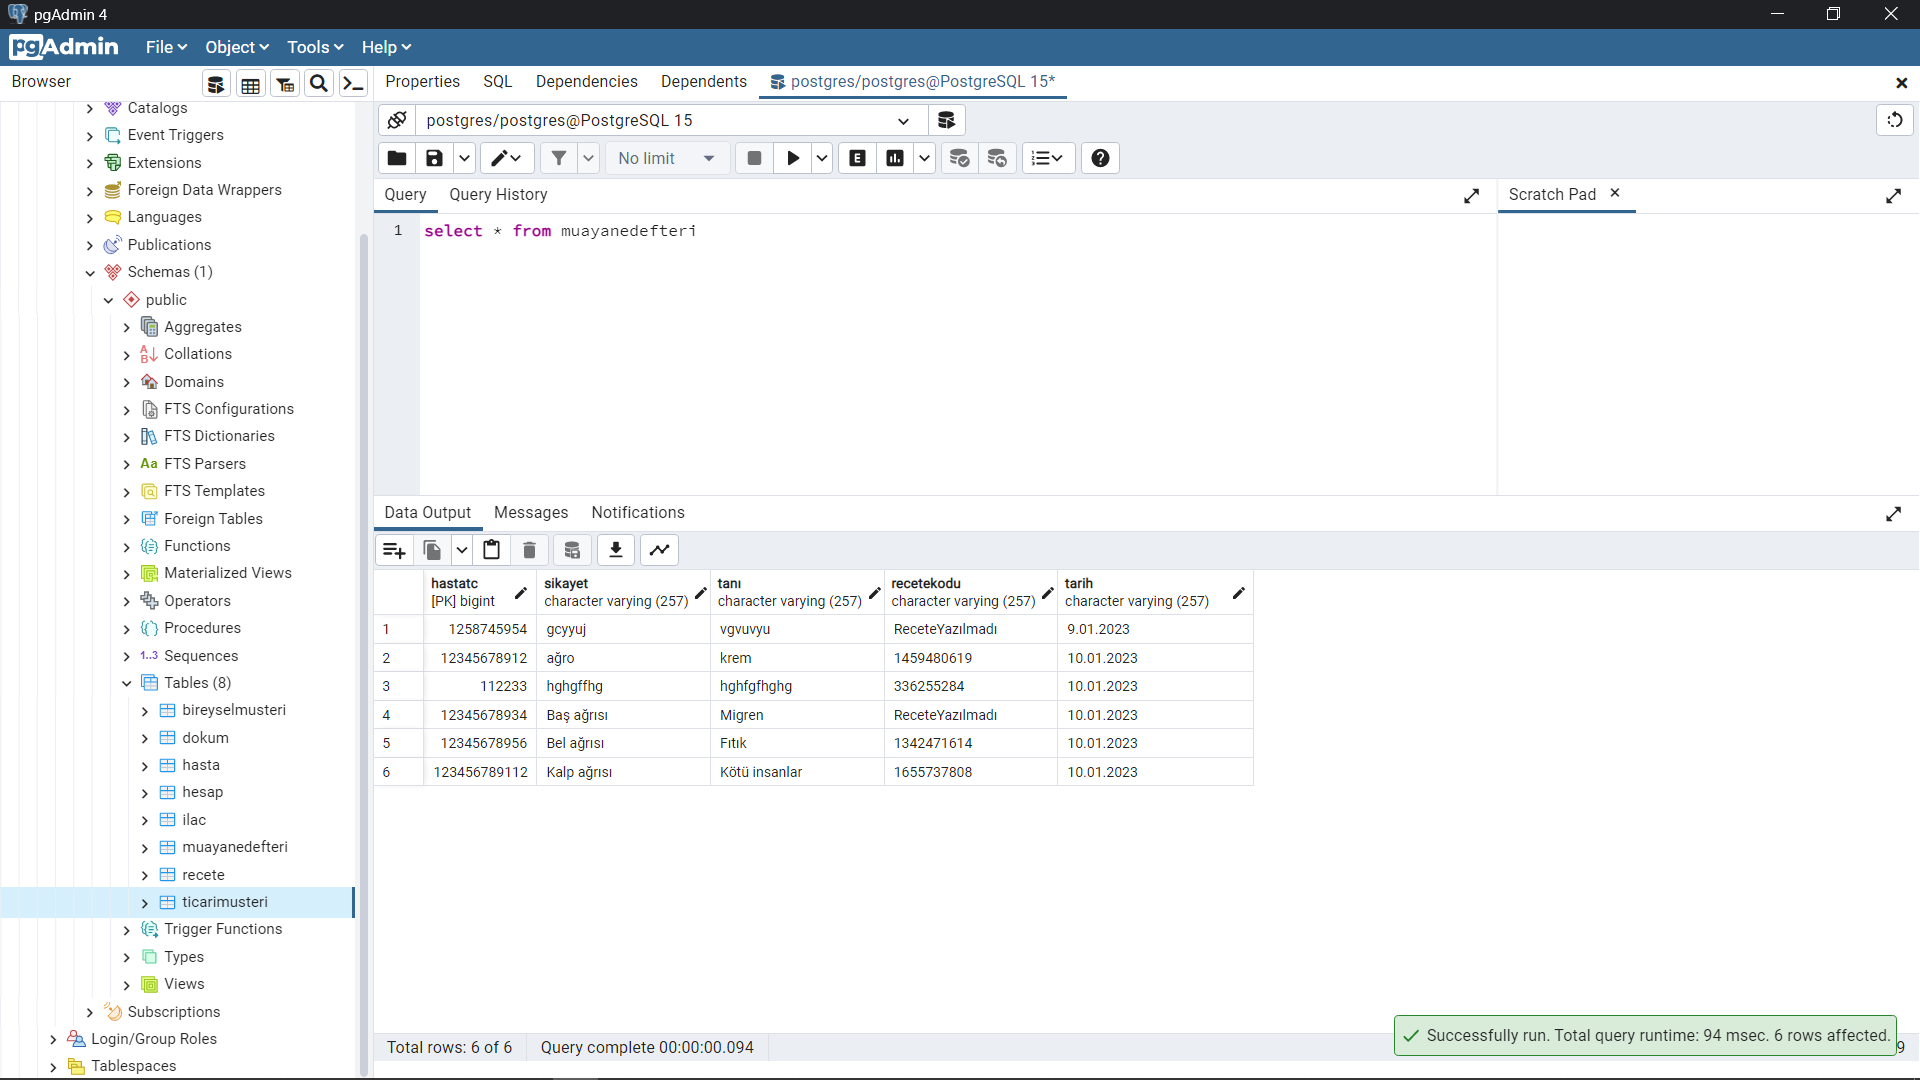 pgAdmin 4
pgAdmin File Object Tools Help
Browser
Properties SQL Dependencies Dependents postgres/postgres@PostgreSQL 15*
Catalogs
Event Triggers
Extensions
Foreign Data Wrappers
Languages
Publications
Schemas (1)
public
Aggregates
Collations
Domains
FTS Configurations
FTS Dictionaries
Aa FTS Parsers
FTS Templates
Foreign Tables
Functions
Materialized Views
Operators
Procedures
1..3 Sequences
Tables (8)
bireyselmusteri
dokum
hasta
hesap
ilac
muayanedefteri
recete
ticarimusteri
Trigger Functions
Types
Views
Subscriptions
Login/Group Roles
Tablespaces
postgres/postgres@PostgreSQL 15
No limit
E
Query Query History
Scratch Pad
1 select * from muayanedefteri
Data Output Messages Notifications
hastatc sikayet tanı recetekodu tarih
[PK] bigint character varying (257) character varying (257) character varying (257) character varying (257)
1 1258745954 gcyyuj vgvuvyu ReceteYazılmadı 9.01.2023
2 12345678912 ağro krem 1459480619 10.01.2023
3 112233 hghgffhg hghfgfhghg 336255284 10.01.2023
4 12345678934 Baş ağrısı Migren ReceteYazılmadı 10.01.2023
5 12345678956 Bel ağrısı Fıtık 1342471614 10.01.2023
6 123456789112 Kalp ağrısı Kötü insanlar 1655737808 10.01.2023
Total rows: 6 of 6 Query complete 00:00:00.094
Successfully run. Total query runtime: 94 msec. 6 rows affected.
9